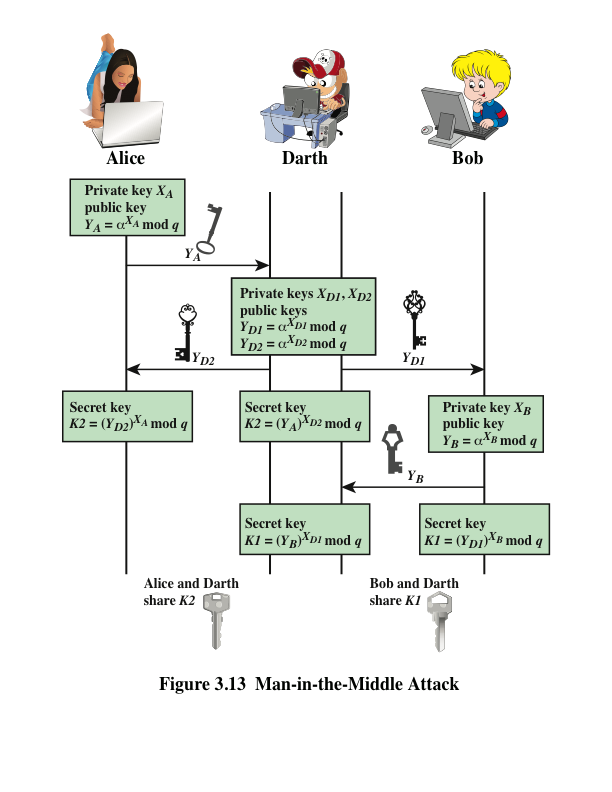 Alice
Darth
Bob
Private key X_A
public key
Y_A = α^X_A mod q
Y_A
Private keys X_D1, X_D2
public keys
Y_D1 = α^X_D1 mod q
Y_D2 = α^X_D2 mod q
Y_D2
Y_D1
Secret key
K2 = (Y_D2)^X_A mod q
Secret key
K2 = (Y_A)^X_D2 mod q
Private key X_B
public key
Y_B = α^X_B mod q
Y_B
Secret key
K1 = (Y_B)^X_D1 mod q
Secret key
K1 = (Y_D1)^X_B mod q
Alice and Darth
share K2
Bob and Darth
share K1
Figure 3.13 Man-in-the-Middle Attack